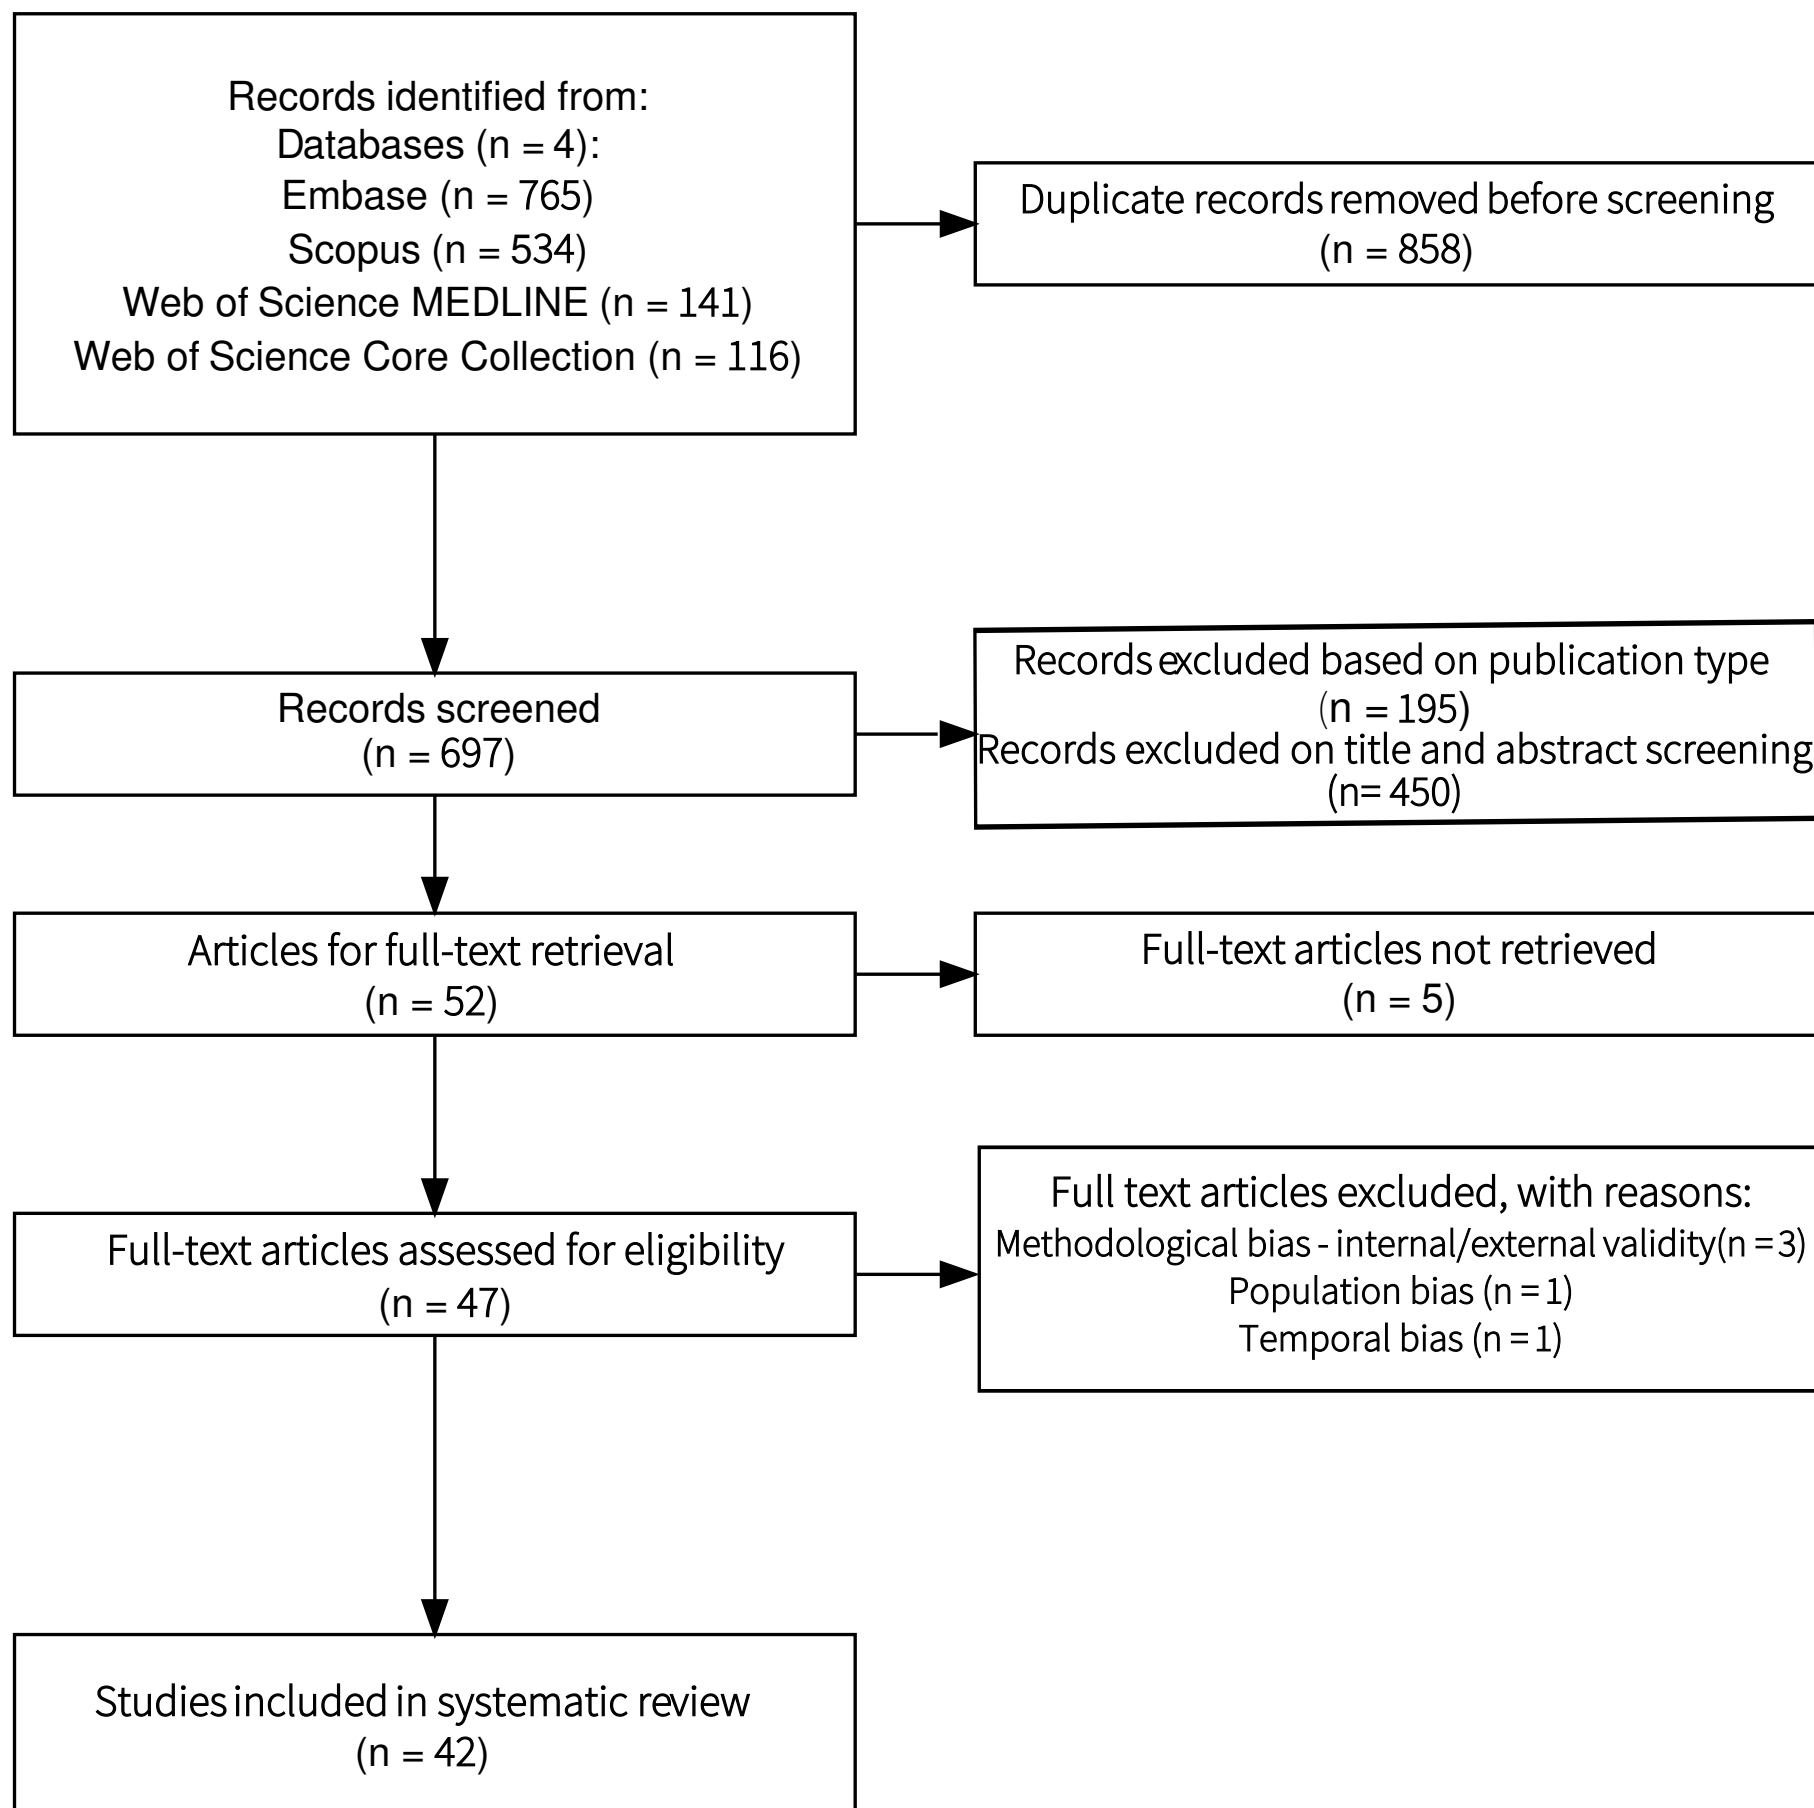 Records identified from:
Databases (n = 4):
Embase (n = 765)
Scopus (n = 534)
Web of Science MEDLINE (n = 141)
Web of Science Core Collection (n = 116)
Duplicate records removed before screening
(n = 858)
Records screened
(n = 697)
Records excluded based on publication type
(n = 195)
Records excluded on title and abstract screening
(n= 450)
Articles for full-text retrieval
(n = 52)
Full-text articles not retrieved
(n = 5)
Full-text articles assessed for eligibility
(n = 47)
Full text articles excluded, with reasons:
Methodological bias - internal/external validity(n = 3)
Population bias (n = 1)
Temporal bias (n = 1)
Studies included in systematic review
(n = 42)